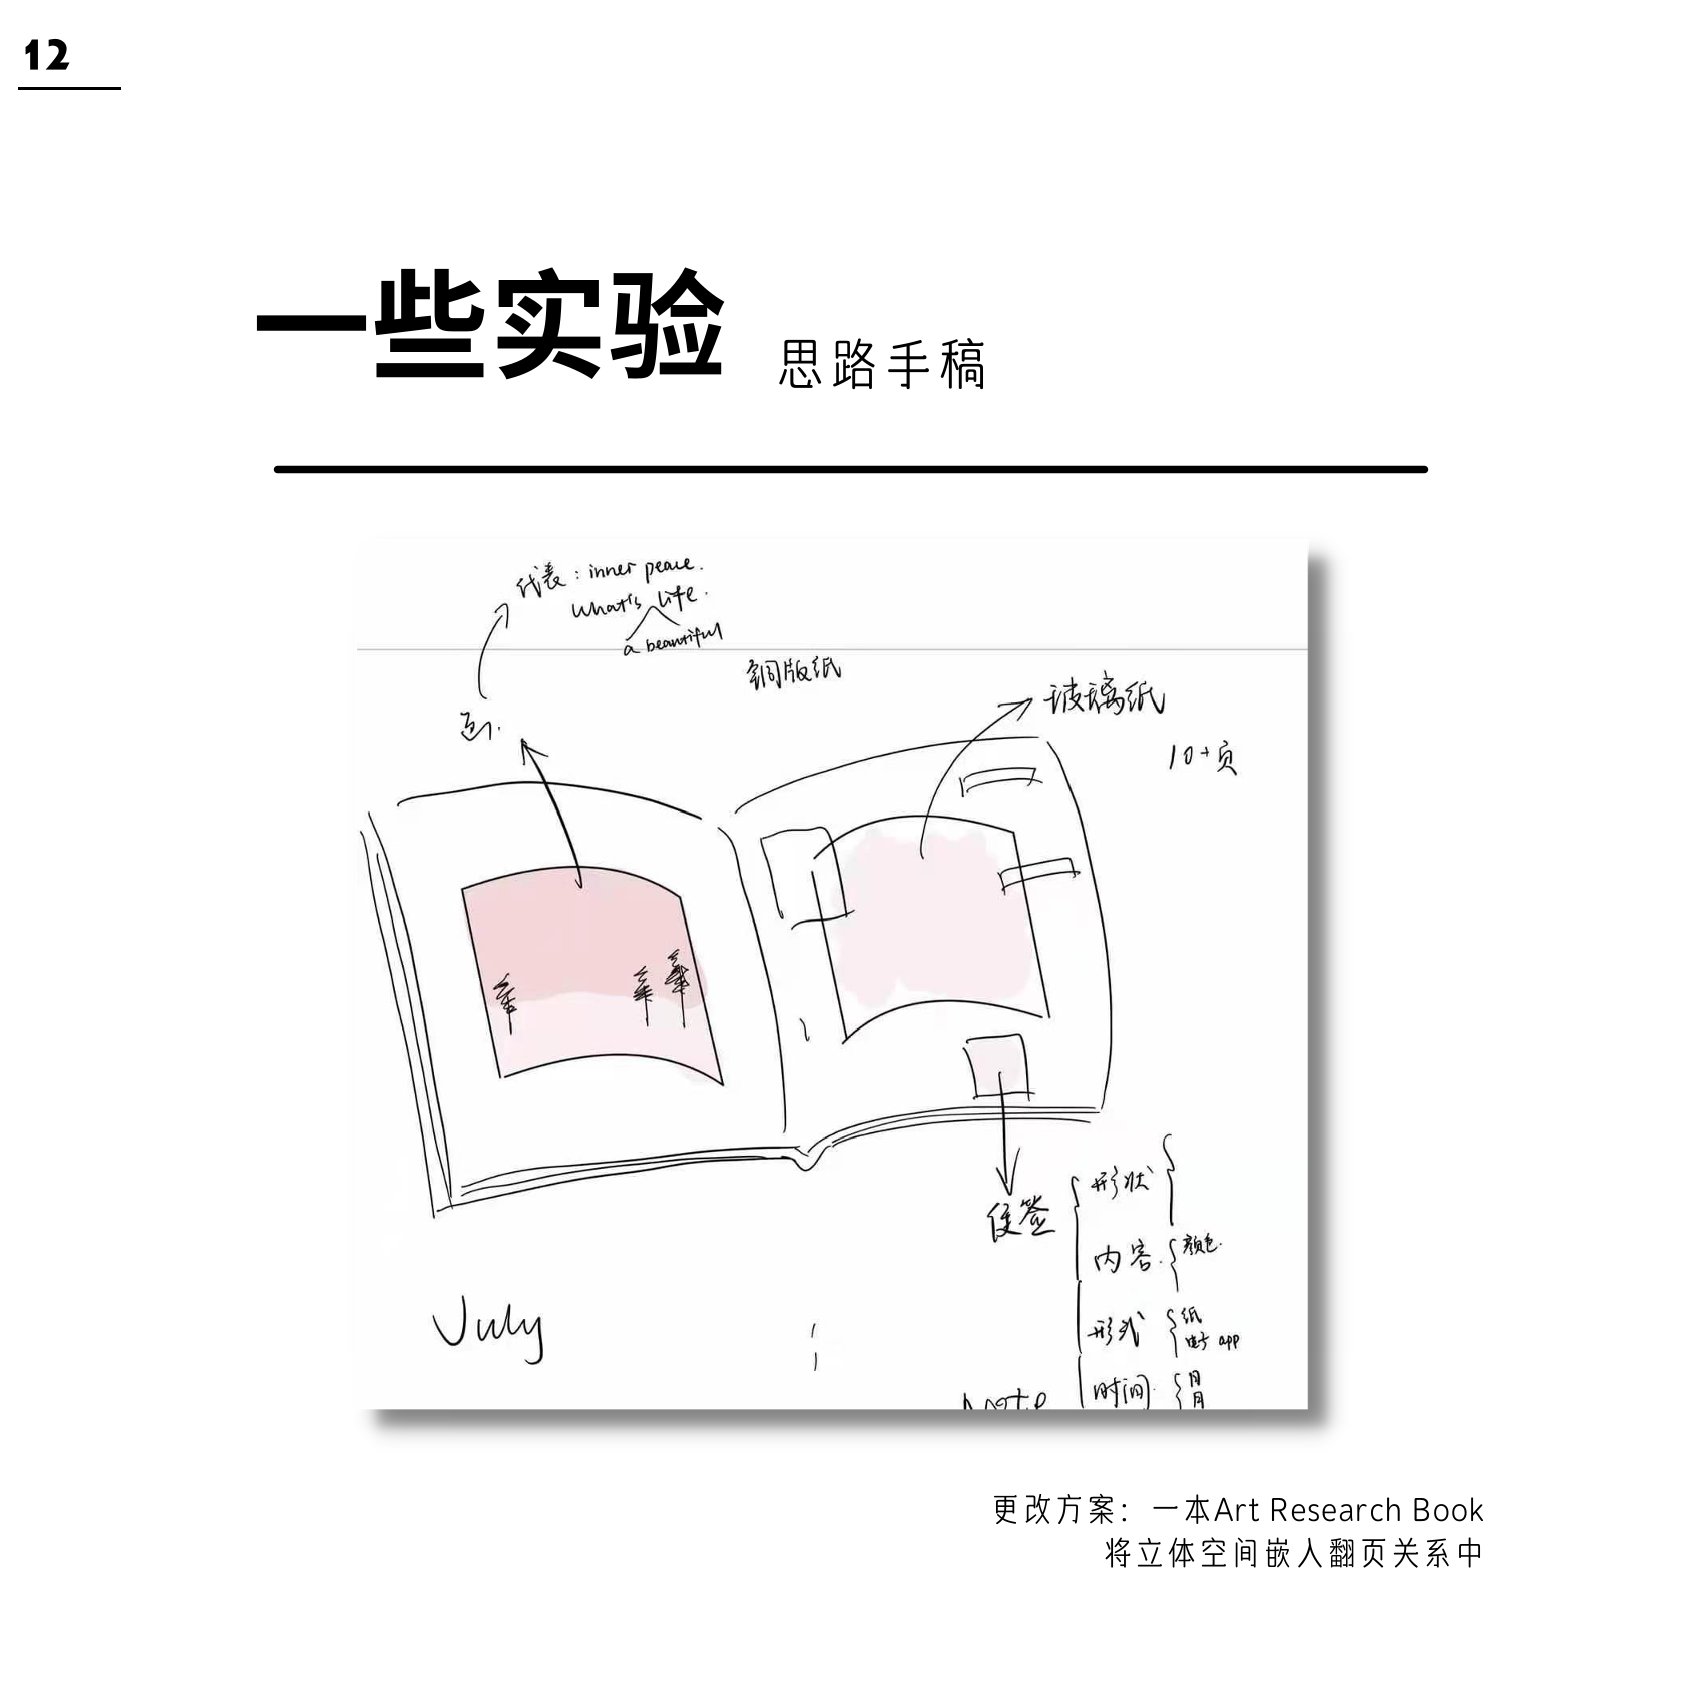 12
一些实验 思路手稿
代表：inner peace.
What's life.
a beautiful
铜版纸
玻璃纸
画.
10+页
便签
形状
内容. 颜色.
形式 纸
电子 app
时间. 日
月
July
Note
更改方案：一本Art Research Book
将立体空间嵌入翻页关系中